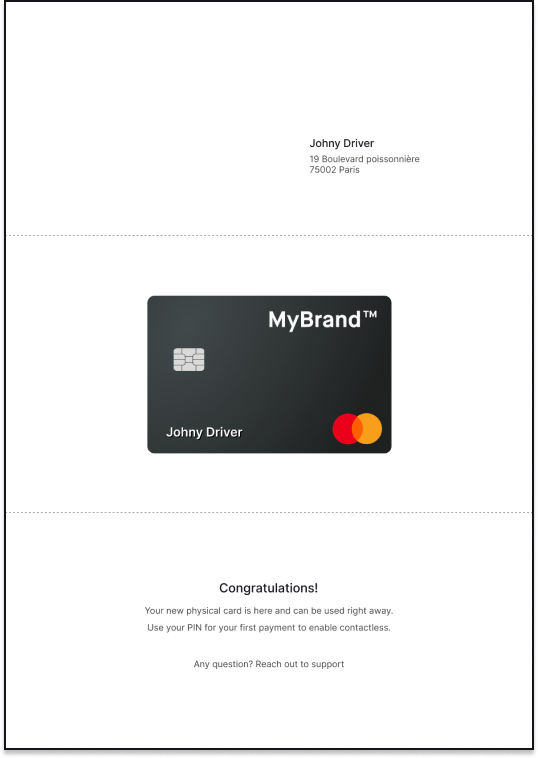 Johny Driver
19 Boulevard poissonnière
75002 Paris
MyBrand™
Johny Driver
Congratulations!
Your new physical card is here and can be used right away.
Use your PIN for your first payment to enable contactless.
Any question? Reach out to support